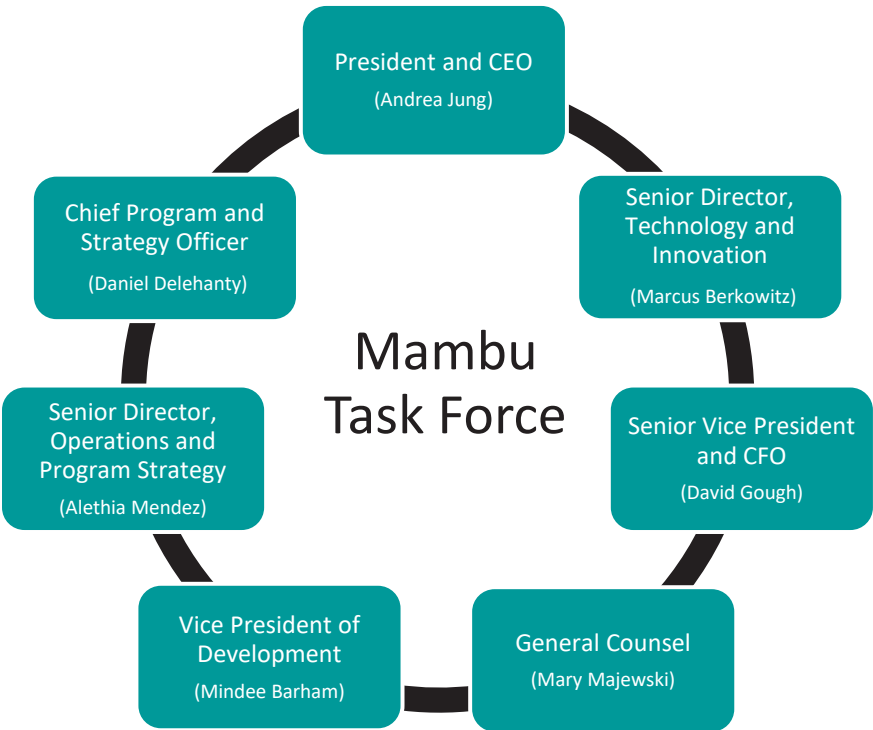 President and CEO
(Andrea Jung)
Senior Director,
Technology and
Innovation
(Marcus Berkowitz)
Senior Vice President
and CFO
(David Gough)
General Counsel
(Mary Majewski)
Vice President of
Development
(Mindee Barham)
Senior Director,
Operations and
Program Strategy
(Alethia Mendez)
Chief Program and
Strategy Officer
(Daniel Delehanty)
Mambu
Task Force